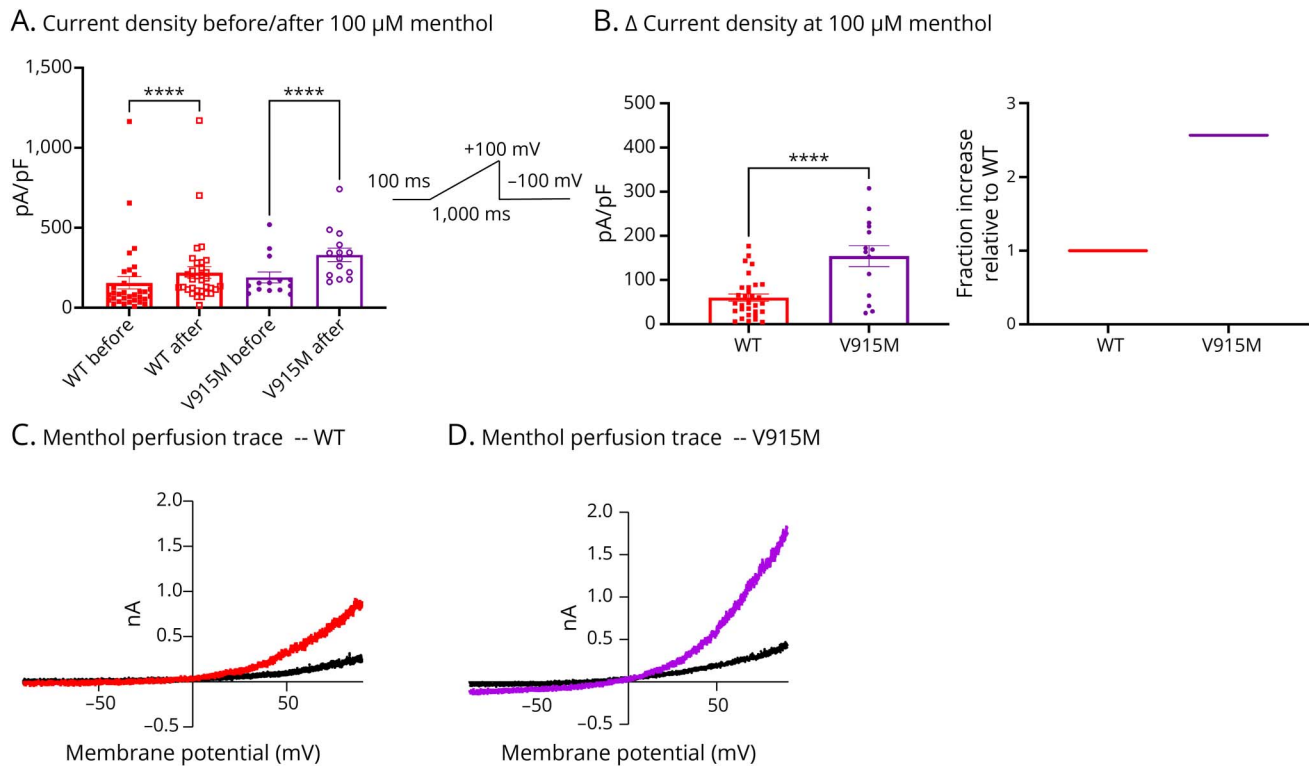 A. Current density before/after 100 μM menthol
1,500
1,000
500
0
pA/pF
****
****
WT before
WT after
V915M before
V915M after
100 ms
+100 mV
–100 mV
1,000 ms
B. Δ Current density at 100 μM menthol
500
400
300
200
100
0
pA/pF
****
WT
V915M
3
2
1
0
Fraction increase
relative to WT
WT
V915M
C. Menthol perfusion trace -- WT
2.0
1.5
1.0
0.5
–0.5
nA
–50
50
Membrane potential (mV)
D. Menthol perfusion trace -- V915M
2.0
1.5
1.0
0.5
–0.5
nA
–50
50
Membrane potential (mV)